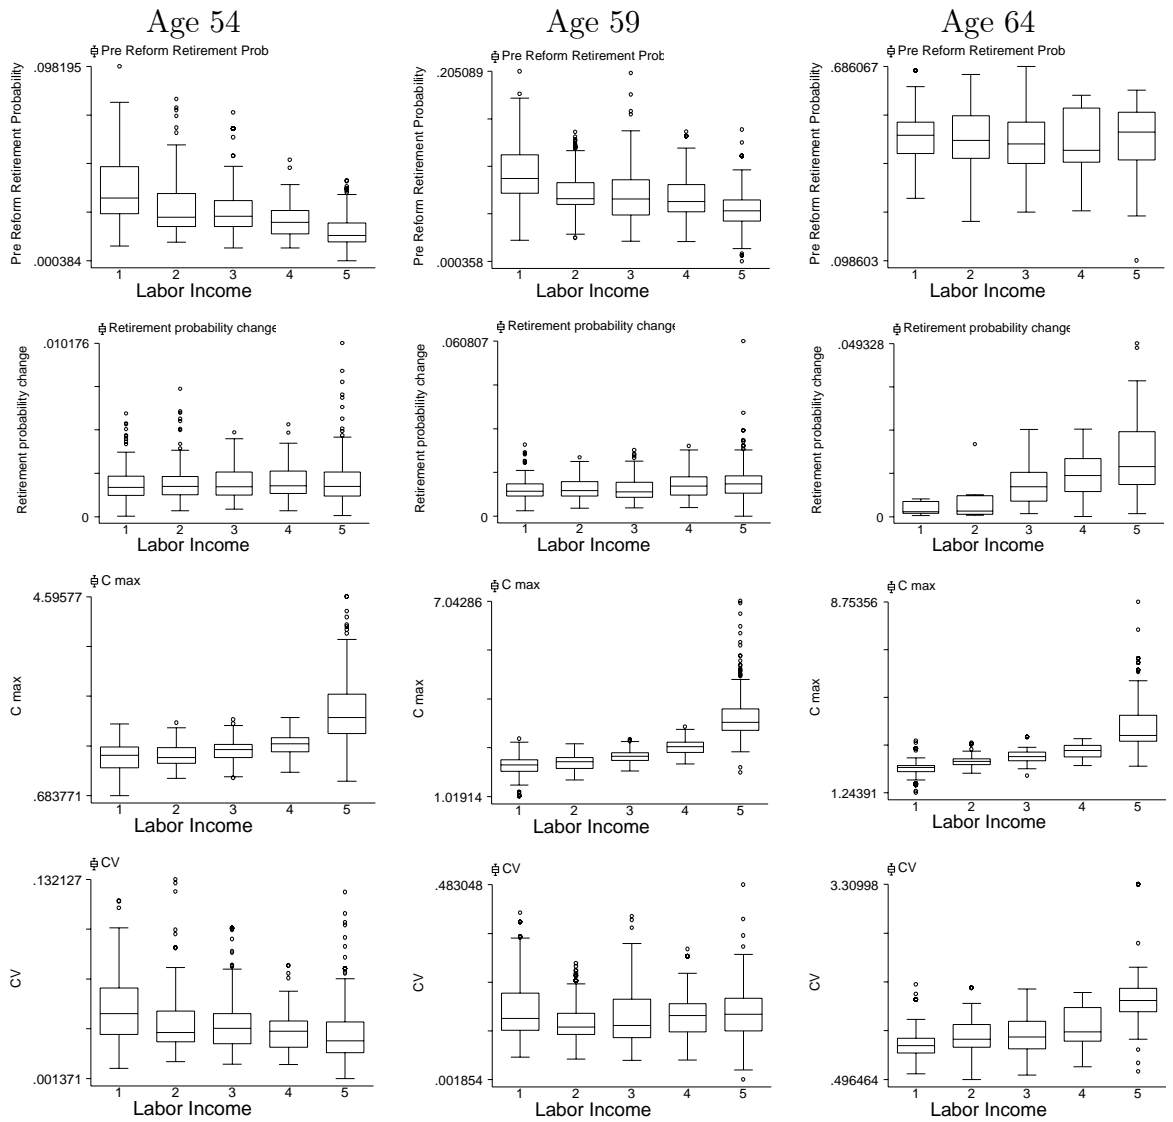 Age 54
Age 59
Age 64
Pre Reform Retirement Prob
Pre Reform Retirement Prob
Pre Reform Retirement Prob
Pre Reform Retirement Probability
.098195
.000384
1 2 3 4 5
Labor Income
Pre Reform Retirement Probability
.205089
.000358
1 2 3 4 5
Labor Income
Pre Reform Retirement Probability
.686067
.098603
1 2 3 4 5
Labor Income
Retirement probability change
Retirement probability change
.010176
0
1 2 3 4 5
Labor Income
Retirement probability change
Retirement probability change
.060807
0
1 2 3 4 5
Labor Income
Retirement probability change
Retirement probability change
.049328
0
1 2 3 4 5
Labor Income
C max
C max
4.59577
.683771
1 2 3 4 5
Labor Income
C max
C max
7.04286
1.01914
1 2 3 4 5
Labor Income
C max
C max
8.75356
1.24391
1 2 3 4 5
Labor Income
CV
CV
.132127
.001371
1 2 3 4 5
Labor Income
CV
CV
.483048
.001854
1 2 3 4 5
Labor Income
CV
CV
3.30998
.496464
1 2 3 4 5
Labor Income